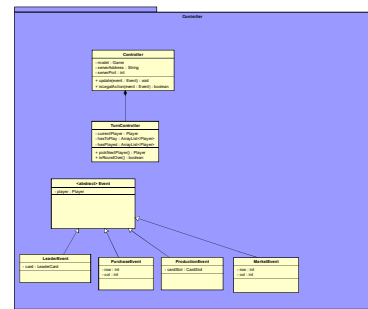 Controller
Controller
- model : Game
- serverAddress : String
- serverPort : int
+ update(event : Event) : void
+ isLegalAction(event : Event) : boolean
TurnController
- currentPlayer : Player
- hasToPlay : ArrayList<Player>
- hasPlayed : ArrayList<Player>
+ pickNextPlayer() : Player
+ isRoundOver() : boolean
<abstract> Event
- player : Player
LeaderEvent
- card : LeaderCard
PurchaseEvent
- row : int
- col : int
ProductionEvent
- cardSlot : CardSlot
MarketEvent
- row : int
- col : int